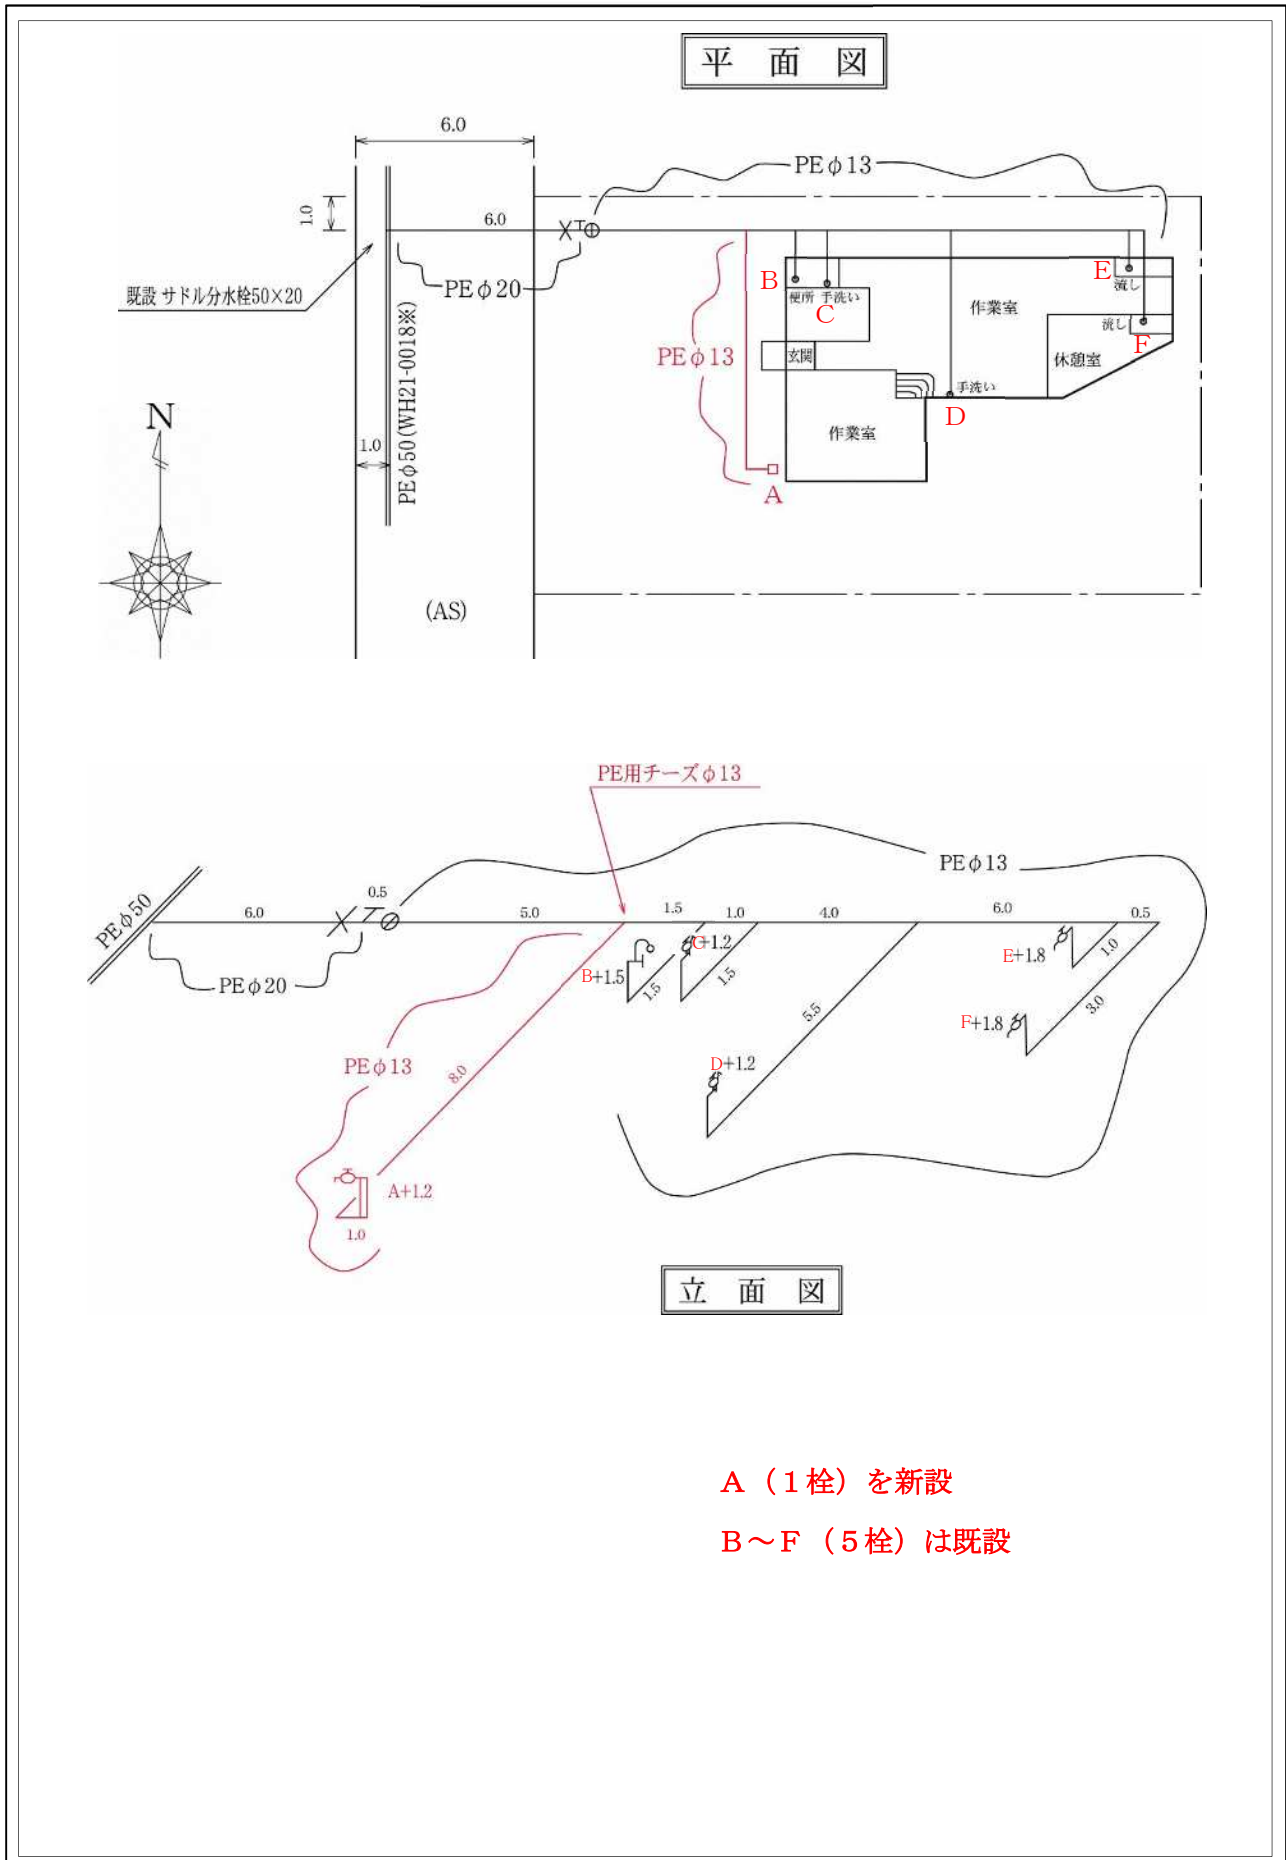 平 面 図
6.0
PEφ13
1.0
6.0
T
PEφ20
既設 サドル分水栓50×20
B
便所 手洗い
C
E
流し
作業室
流し
F
休憩室
玄関
PEφ13
手洗い
D
作業室
A
N
1.0
PEφ50(WH21-0018※)
(AS)
PE用チーズφ13
PEφ13
PEφ50
6.0
0.5
5.0
1.5
1.0
4.0
6.0
0.5
PEφ20
B+1.5
1.5
C+1.2
1.5
E+1.8
1.0
F+1.8
3.0
5.5
D+1.2
PEφ13
8.0
A+1.2
1.0
立 面 図
A（1栓）を新設
B～F（5栓）は既設